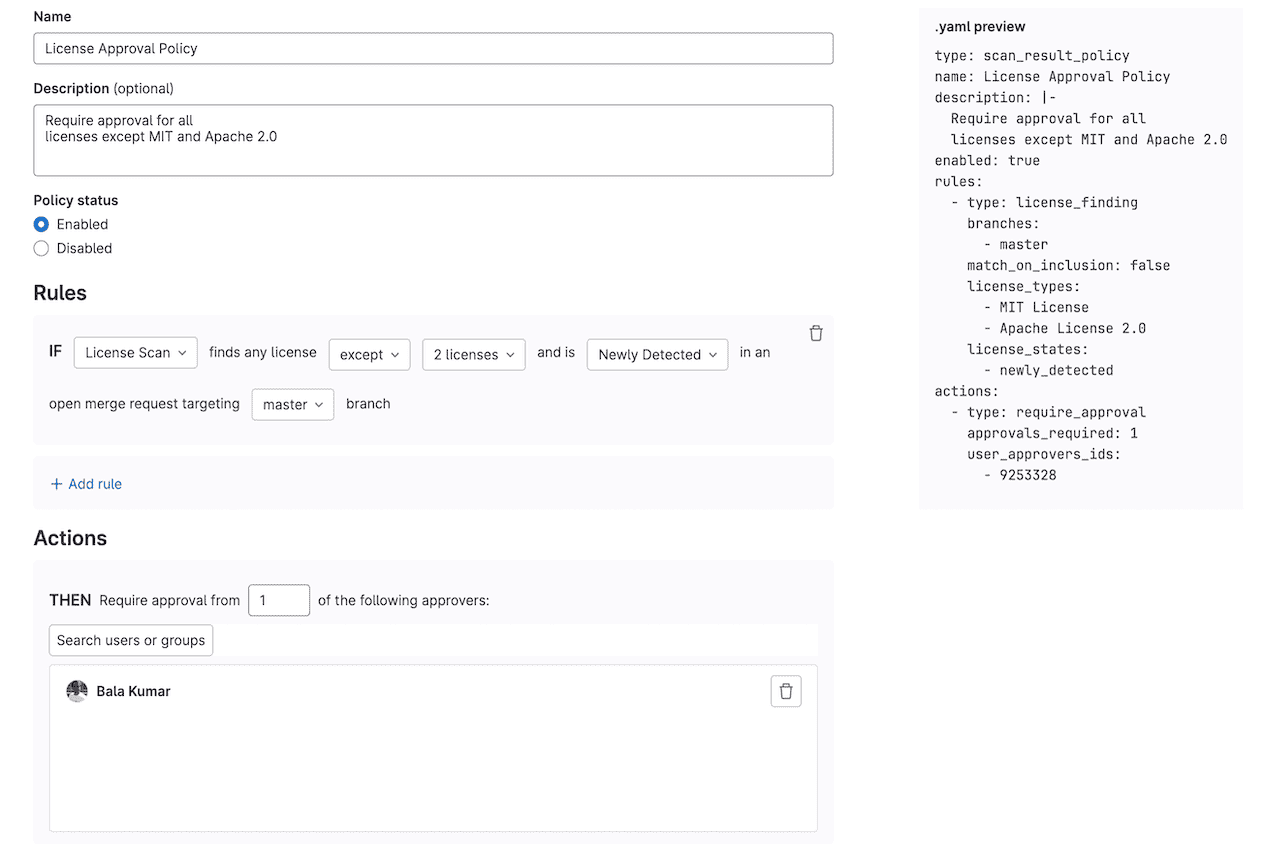 Name
License Approval Policy
Description (optional)
Require approval for all
licenses except MIT and Apache 2.0
Policy status
Enabled
Disabled
Rules
IF License Scan finds any license except 2 licenses and is Newly Detected in an
open merge request targeting master branch
+ Add rule
Actions
THEN Require approval from 1 of the following approvers:
Search users or groups
Bala Kumar
.yaml preview
type: scan_result_policy
name: License Approval Policy
description: |-
  Require approval for all
  licenses except MIT and Apache 2.0
enabled: true
rules:
  - type: license_finding
    branches:
      - master
    match_on_inclusion: false
    license_types:
      - MIT License
      - Apache License 2.0
    license_states:
      - newly_detected
actions:
  - type: require_approval
    approvals_required: 1
    user_approvers_ids:
      - 9253328